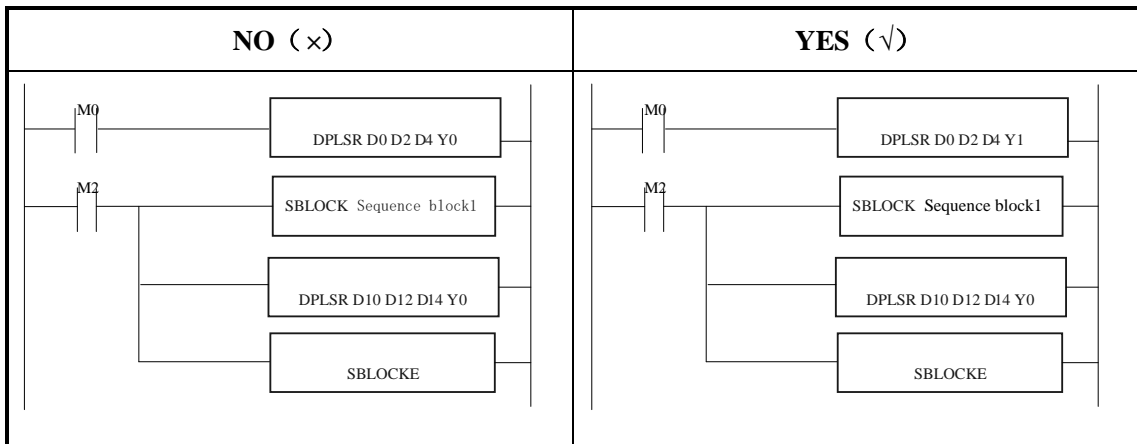 NO（×）
YES（√）
M0
DPLSR D0 D2 D4 Y0
M2
SBLOCK Sequence block1
DPLSR D10 D12 D14 Y0
SBLOCKE
M0
DPLSR D0 D2 D4 Y1
M2
SBLOCK Sequence block1
DPLSR D10 D12 D14 Y0
SBLOCKE